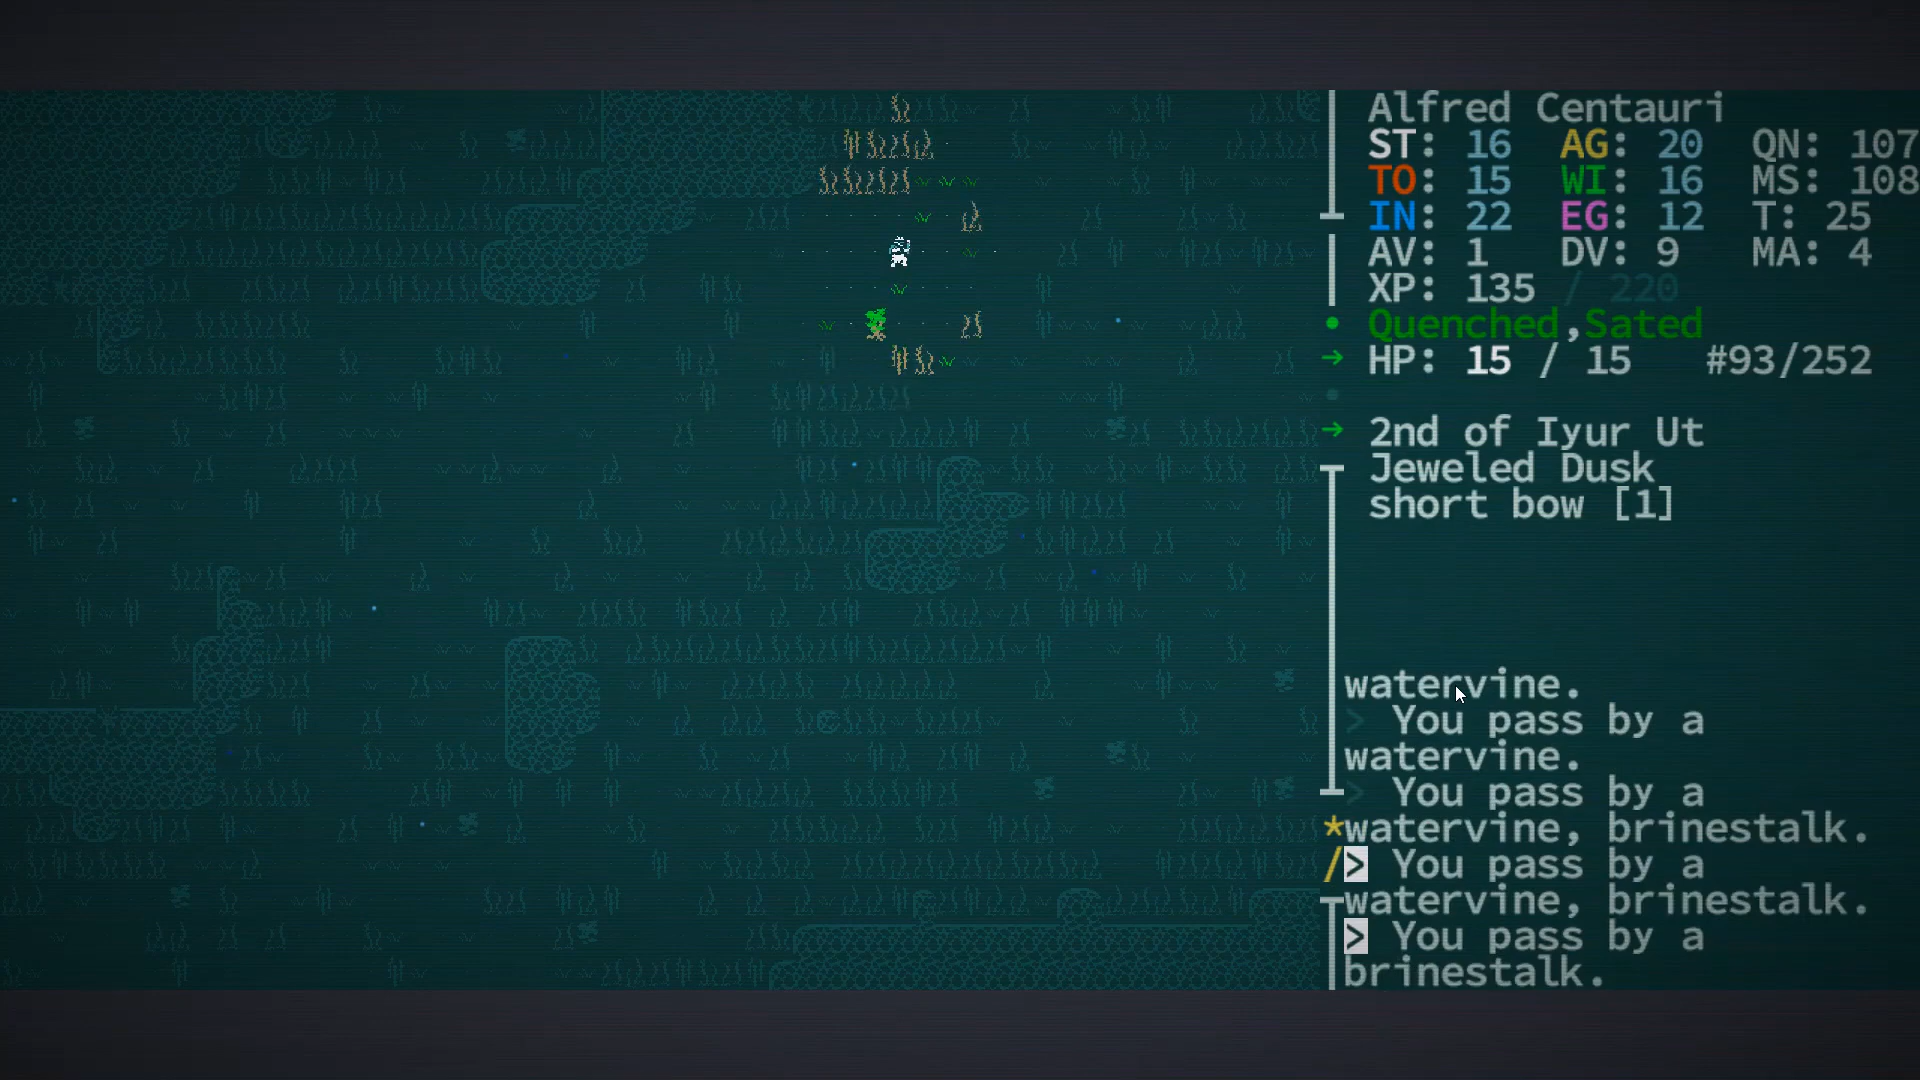 Alfred Centauri
ST: 16 AG: 20 QN: 107
TO: 15 WI: 16 MS: 108
IN: 22 EG: 12 T: 25
AV: 1 DV: 9 MA: 4
XP: 135 / 220
Quenched,Sated
HP: 15 / 15 #93/252
2nd of Iyur Ut
Jeweled Dusk
short bow [1]
watervine.
> You pass by a
watervine.
> You pass by a
*watervine, brinestalk.
/> You pass by a
watervine, brinestalk.
> You pass by a
brinestalk.